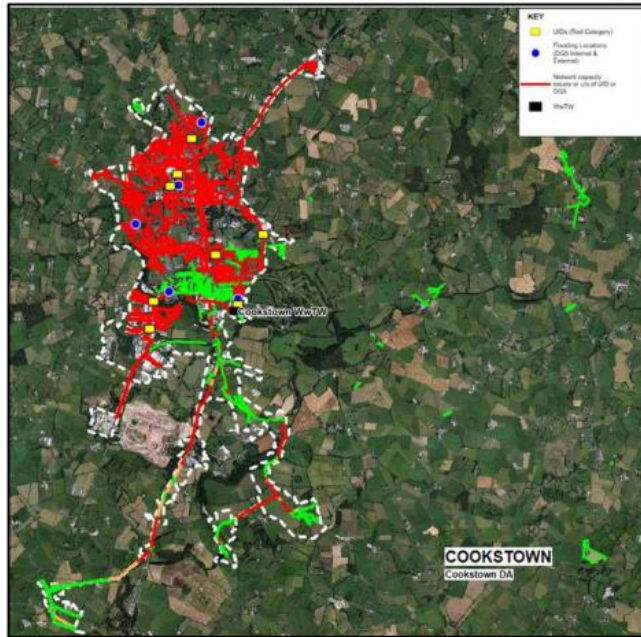 KEY
UIDs (Red Category)
Flooding Locations
(DG5 Internal &
External)
Network capacity
issues or u/s of UID or
DG5
WwTW
Cookstown WwTW
COOKSTOWN
Cookstown DA